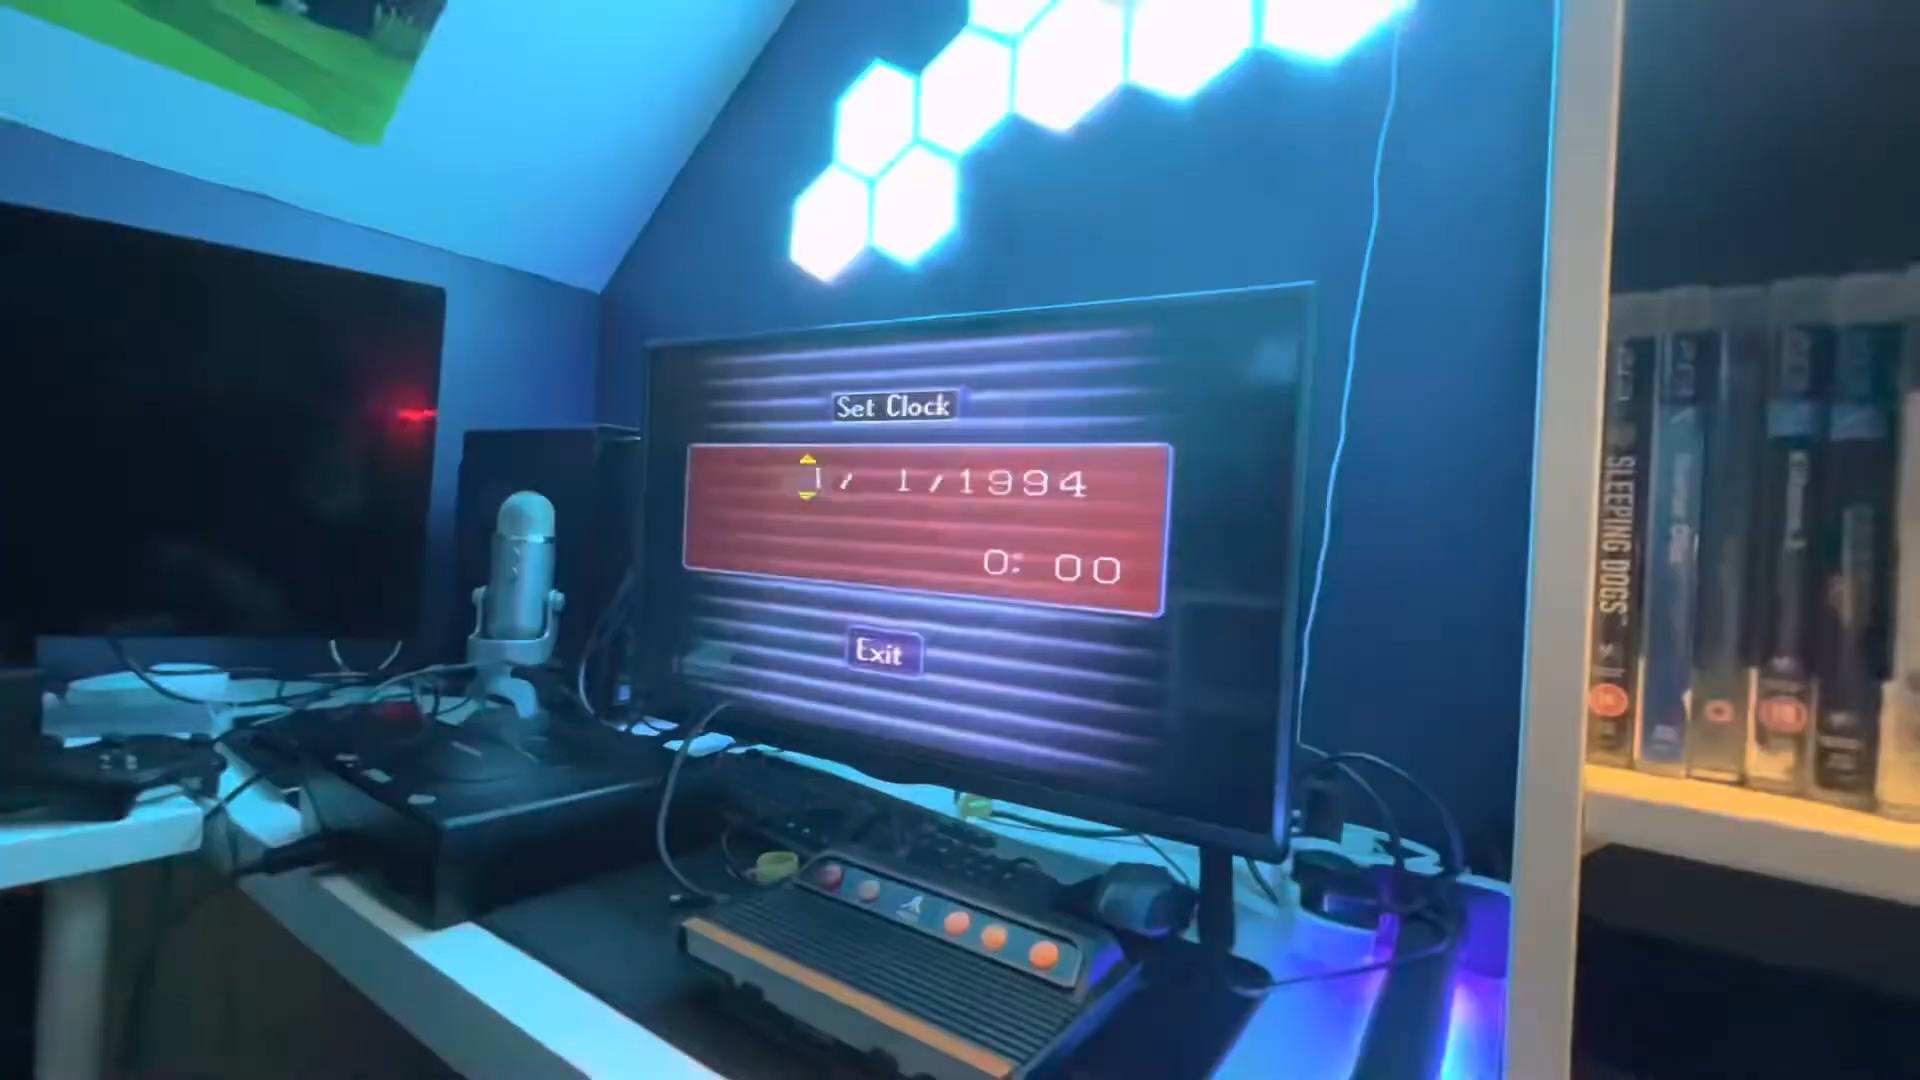 Set Clock
1/ 1/1994
0: 00
Exit
SLEEPING DOGS